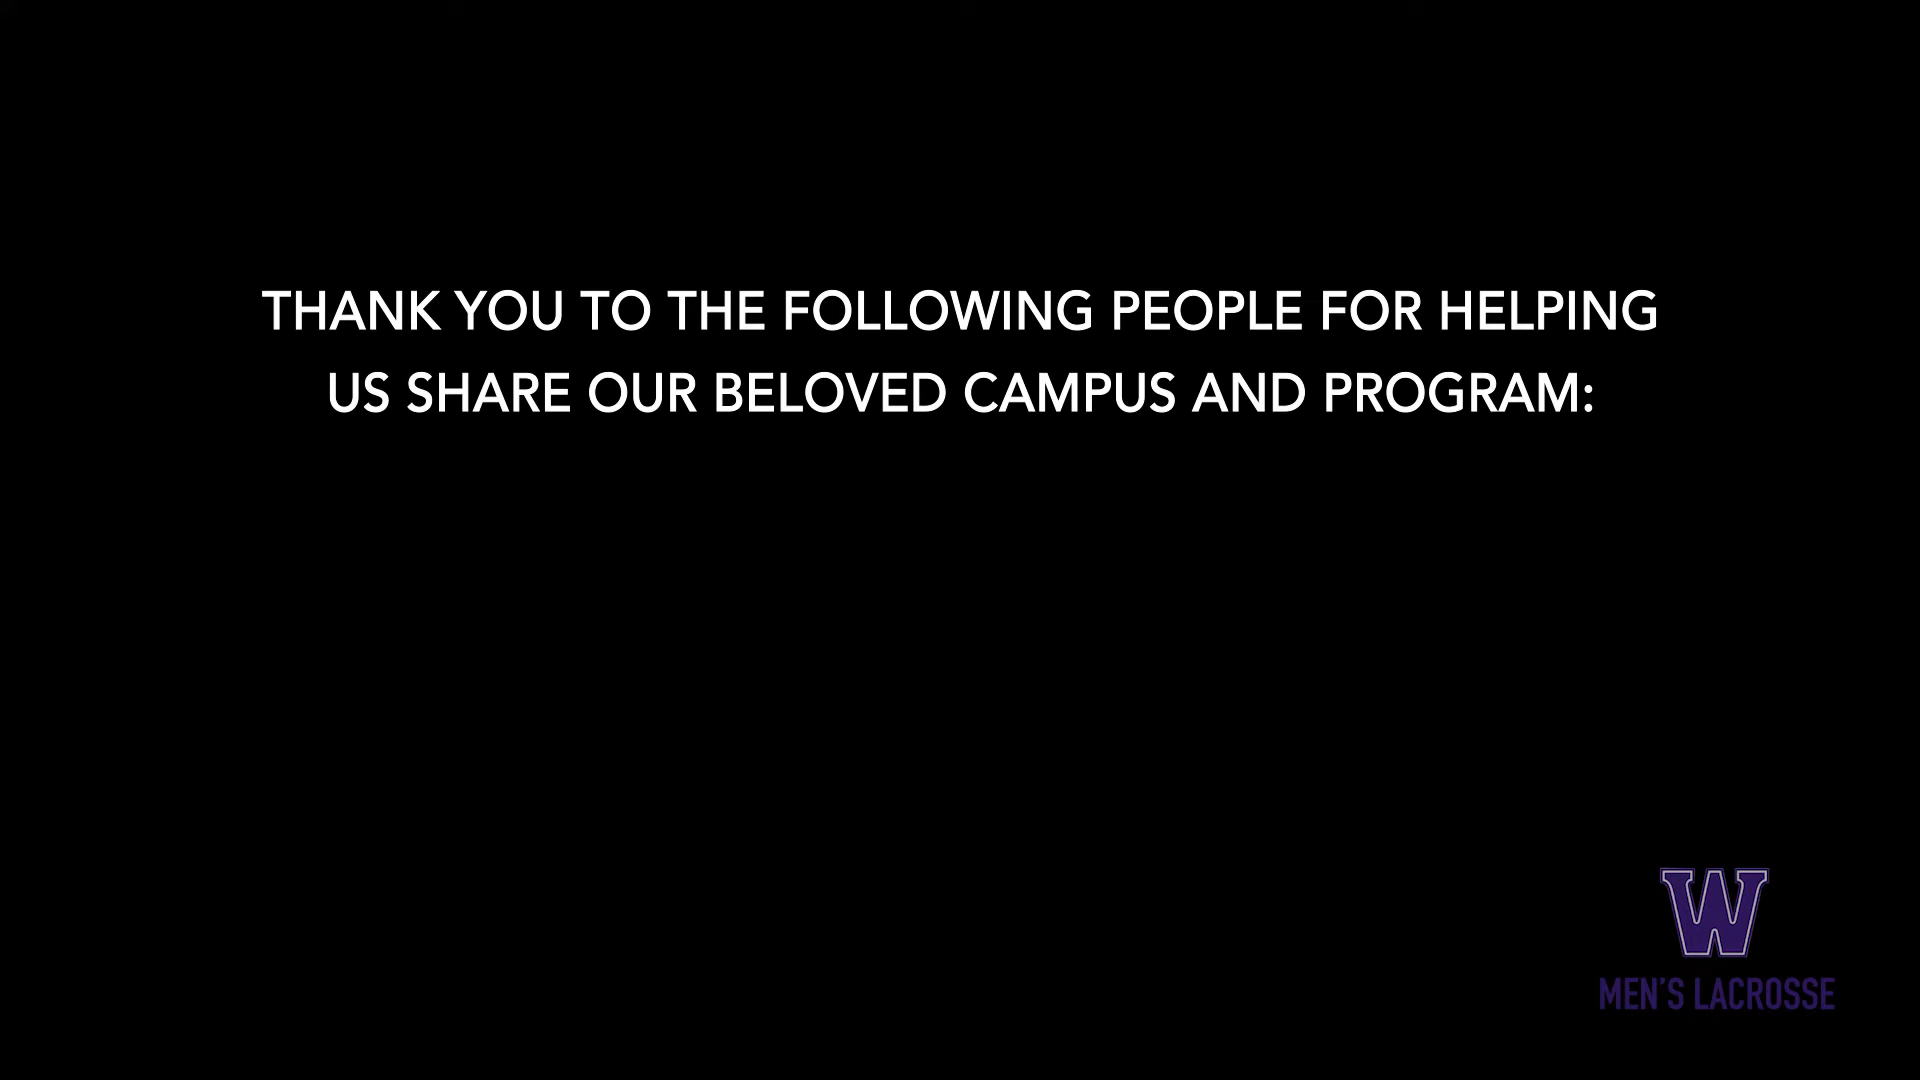 THANK YOU TO THE FOLLOWING PEOPLE FOR HELPING
US SHARE OUR BELOVED CAMPUS AND PROGRAM:
W
MEN'S LACROSSE